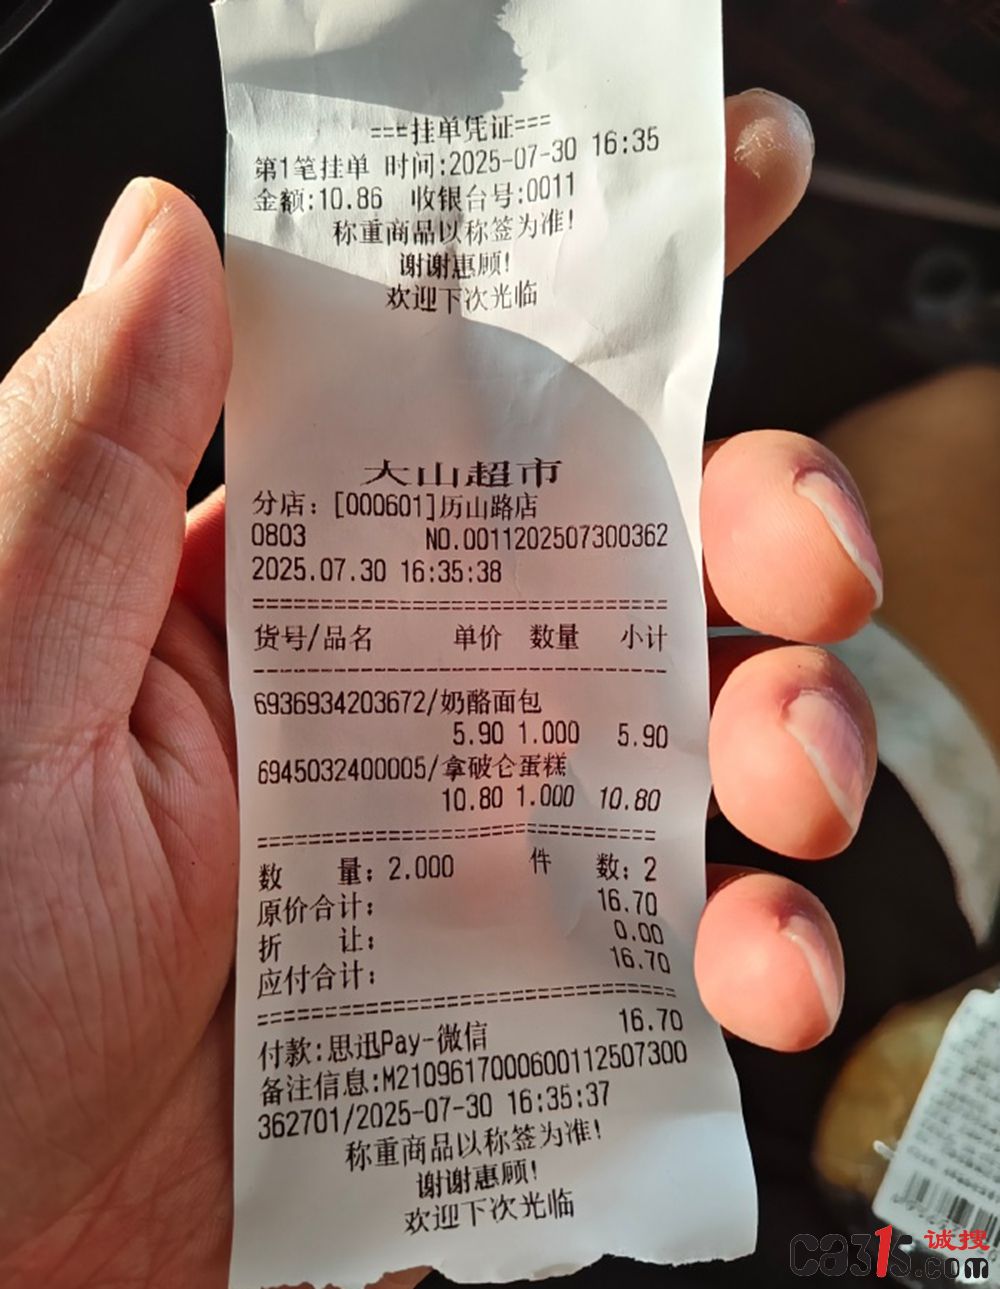 ===挂单凭证===
第1笔挂单 时间:2025-07-30 16:35
金额:10.86 收银台号:0011
称重商品以称签为准!
谢谢惠顾!
欢迎下次光临
大山超市
分店: [000601]历山路店
0803 NO.0011202507300362
2025.07.30 16:35:38
货号/品名 单价 数量 小计
6936934203672/奶酪面包
5.90 1.000 5.90
6945032400005/拿破仑蛋糕
10.80 1.000 10.80
数 量: 2.000 件 数: 2
原价合计: 16.70
折 让: 0.00
应付合计: 16.70
付款:思迅Pay-微信 16.70
备注信息:M2109617000600112507300
362701/2025-07-30 16:35:37
称重商品以称签为准!
谢谢惠顾!
欢迎下次光临
ca31s.com 诚搜